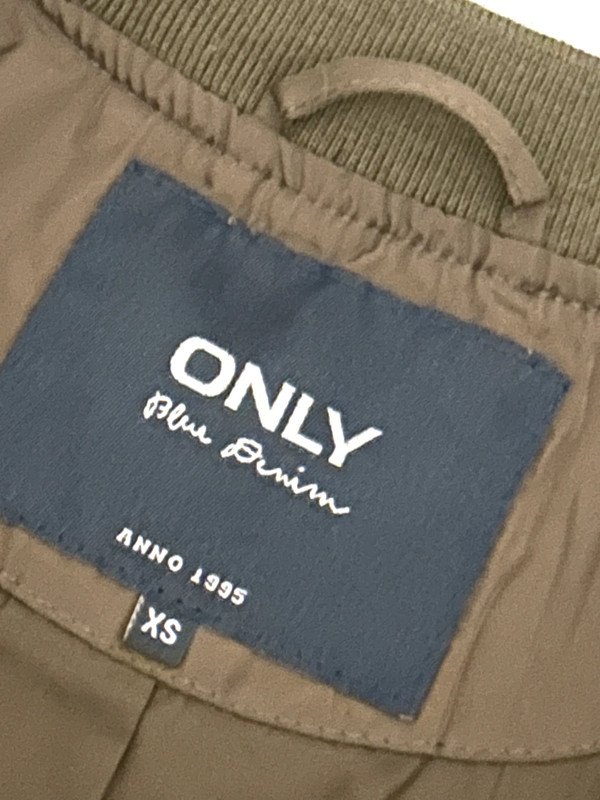 ONLY
Blue Denim
ANNO 1995
XS